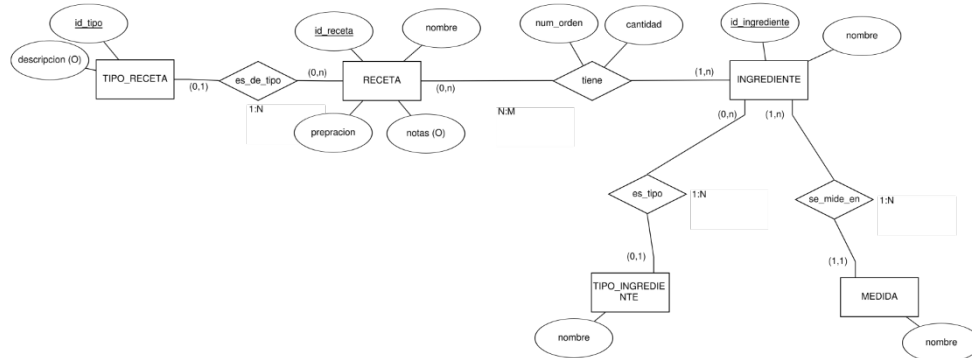 id_tipo
descripcion (O)
TIPO_RECETA
(0,1)
es_de_tipo
1:N
(0,n)
id_receta
nombre
RECETA
prepracion
notas (O)
(0,n)
num_orden
cantidad
tiene
N:M
(1,n)
id_ingrediente
nombre
INGREDIENTE
(0,n)
(1,n)
es_tipo
1:N
se_mide_en
1:N
(0,1)
(1,1)
TIPO_INGREDIE
NTE
MEDIDA
nombre
nombre